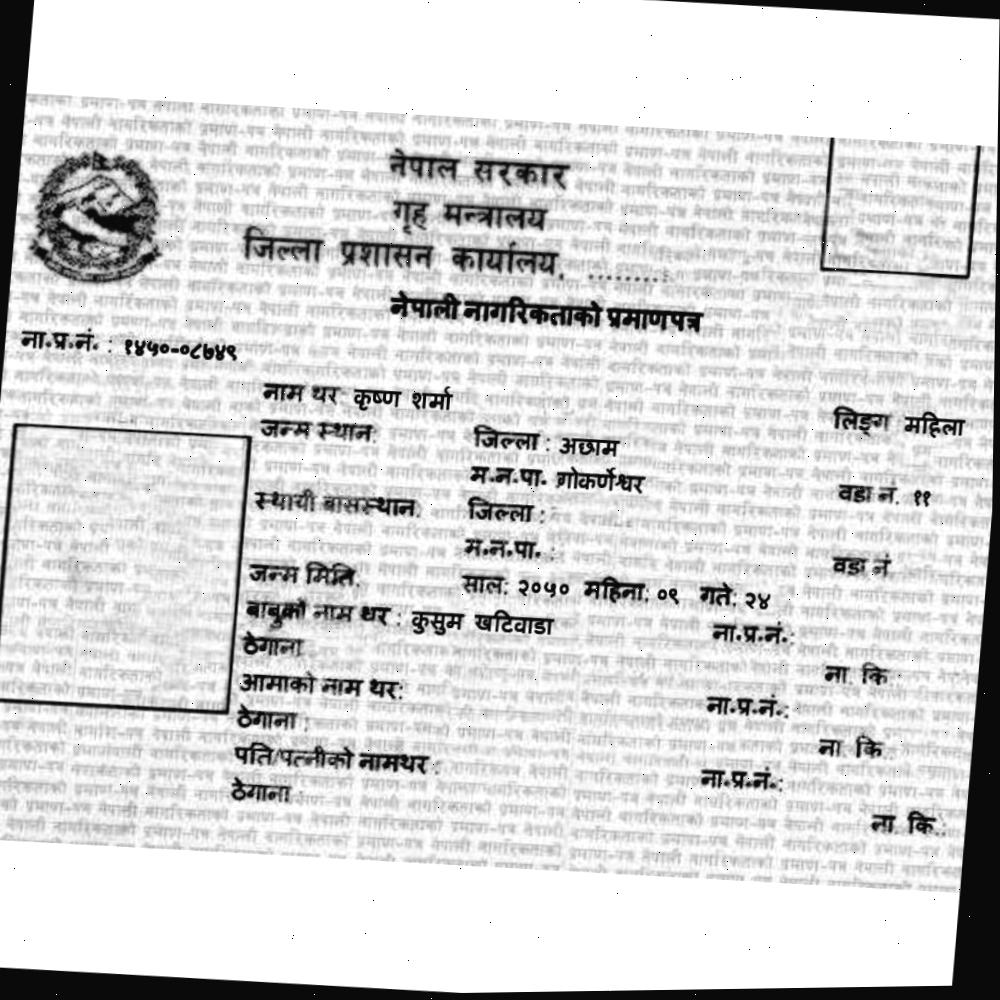 नेपाल सरकार
गृह मन्त्रालय
जिल्ला प्रशासन कार्यालय, .........
नेपाली नागरिकताको प्रमाणपत्र
ना.प्र.नं. : १४५०-०८७४९
नाम थर: कृष्ण शर्मा लिङ्ग महिला
जन्म स्थान: जिल्ला : अछाम
म.न.पा. गोकर्णेश्वर वडा नं. ११
स्थायी बासस्थान: जिल्ला :
म.न.पा. : वडा नं
जन्म मिति: साल: २०५० महिना: ०९ गते: २४
बाबुको नाम थर : कुसुम खटिवाडा ना.प्र.नं.:
ठेगाना : ना. कि. :
आमाको नाम थर: ना.प्र.नं.:
ठेगाना : ना. कि. :
पति/पत्नीको नामथर : ना.प्र.नं.:
ठेगाना : ना. कि. :